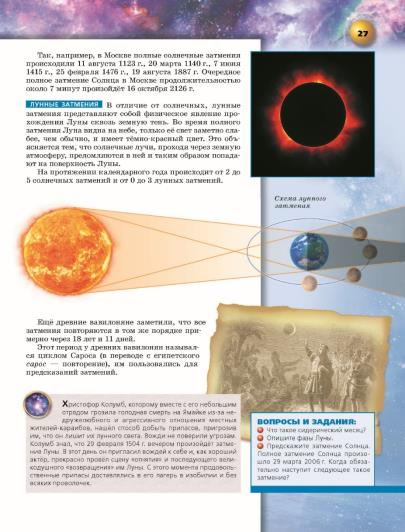 27
Так, например, в Москве полные солнечные затмения
происходили 11 августа 1123 г., 20 марта 1140 г., 7 июня
1415 г., 25 февраля 1476 г., 19 августа 1887 г. Очередное
полное затмение Солнца в Москве продолжительностью
около 7 минут произойдёт 16 октября 2126 г.
ЛУННЫЕ ЗАТМЕНИЯ В отличие от солнечных, лунные
затмения представляют собой физическое явление про-
хождения Луны сквозь земную тень. Во время полного
затмения Луна видна на небе, только её свет заметно сла-
бее, чем обычно, и имеет тёмно-красный цвет. Это объ-
ясняется тем, что солнечные лучи, проходя через земную
атмосферу, преломляются в ней и таким образом попада-
ют на поверхность Луны.
На протяжении календарного года происходит от 2 до
5 солнечных затмений и от 0 до 3 лунных затмений.
Схема лунного
затмения
Ещё древние вавилоняне заметили, что все
затмения повторяются в том же порядке при-
мерно через 18 лет и 11 дней.
Этот период у древних вавилонян называл-
ся циклом Сароса (в переводе с египетского
сарос — повторение), им пользовались для
предсказаний затмений.
Христофор Колумб, которому вместе с его небольшим
отрядом грозила голодная смерть на Ямайке из-за не-
дружелюбного и агрессивного отношения местных
жителей-караибов, нашёл способ добыть припасы, пригрозив
им, что он лишит их лунного света. Вожди не поверили угрозам.
Колумб знал, что 29 февраля 1504 г. вечером произойдёт затме-
ние Луны. В этот день он пригласил вождей к себе и, как хороший
актёр, прекрасно провёл сцену «отнятия» и последующего вели-
кодушного «возвращения» им Луны. С этого момента продоволь-
ственные припасы доставлялись в его лагерь в изобилии и без
всяких проволочек.
ВОПРОСЫ И ЗАДАНИЯ:
Что такое сидерический месяц?
Опишите фазы Луны.
Предскажите затмение Солнца.
Полное затмение Солнца произо-
шло 29 марта 2006 г. Когда обяза-
тельно наступит следующее такое
затмение?